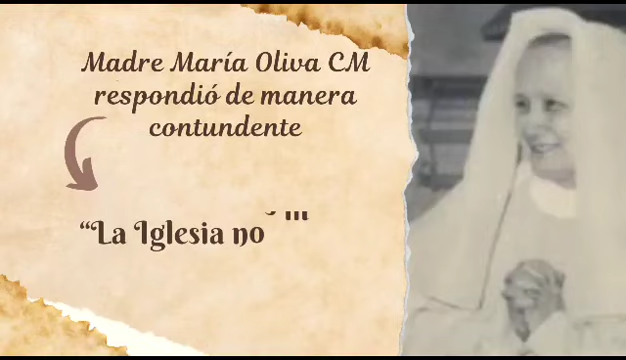 Madre María Oliva CM
respondió de manera
contundente
“La Iglesia no